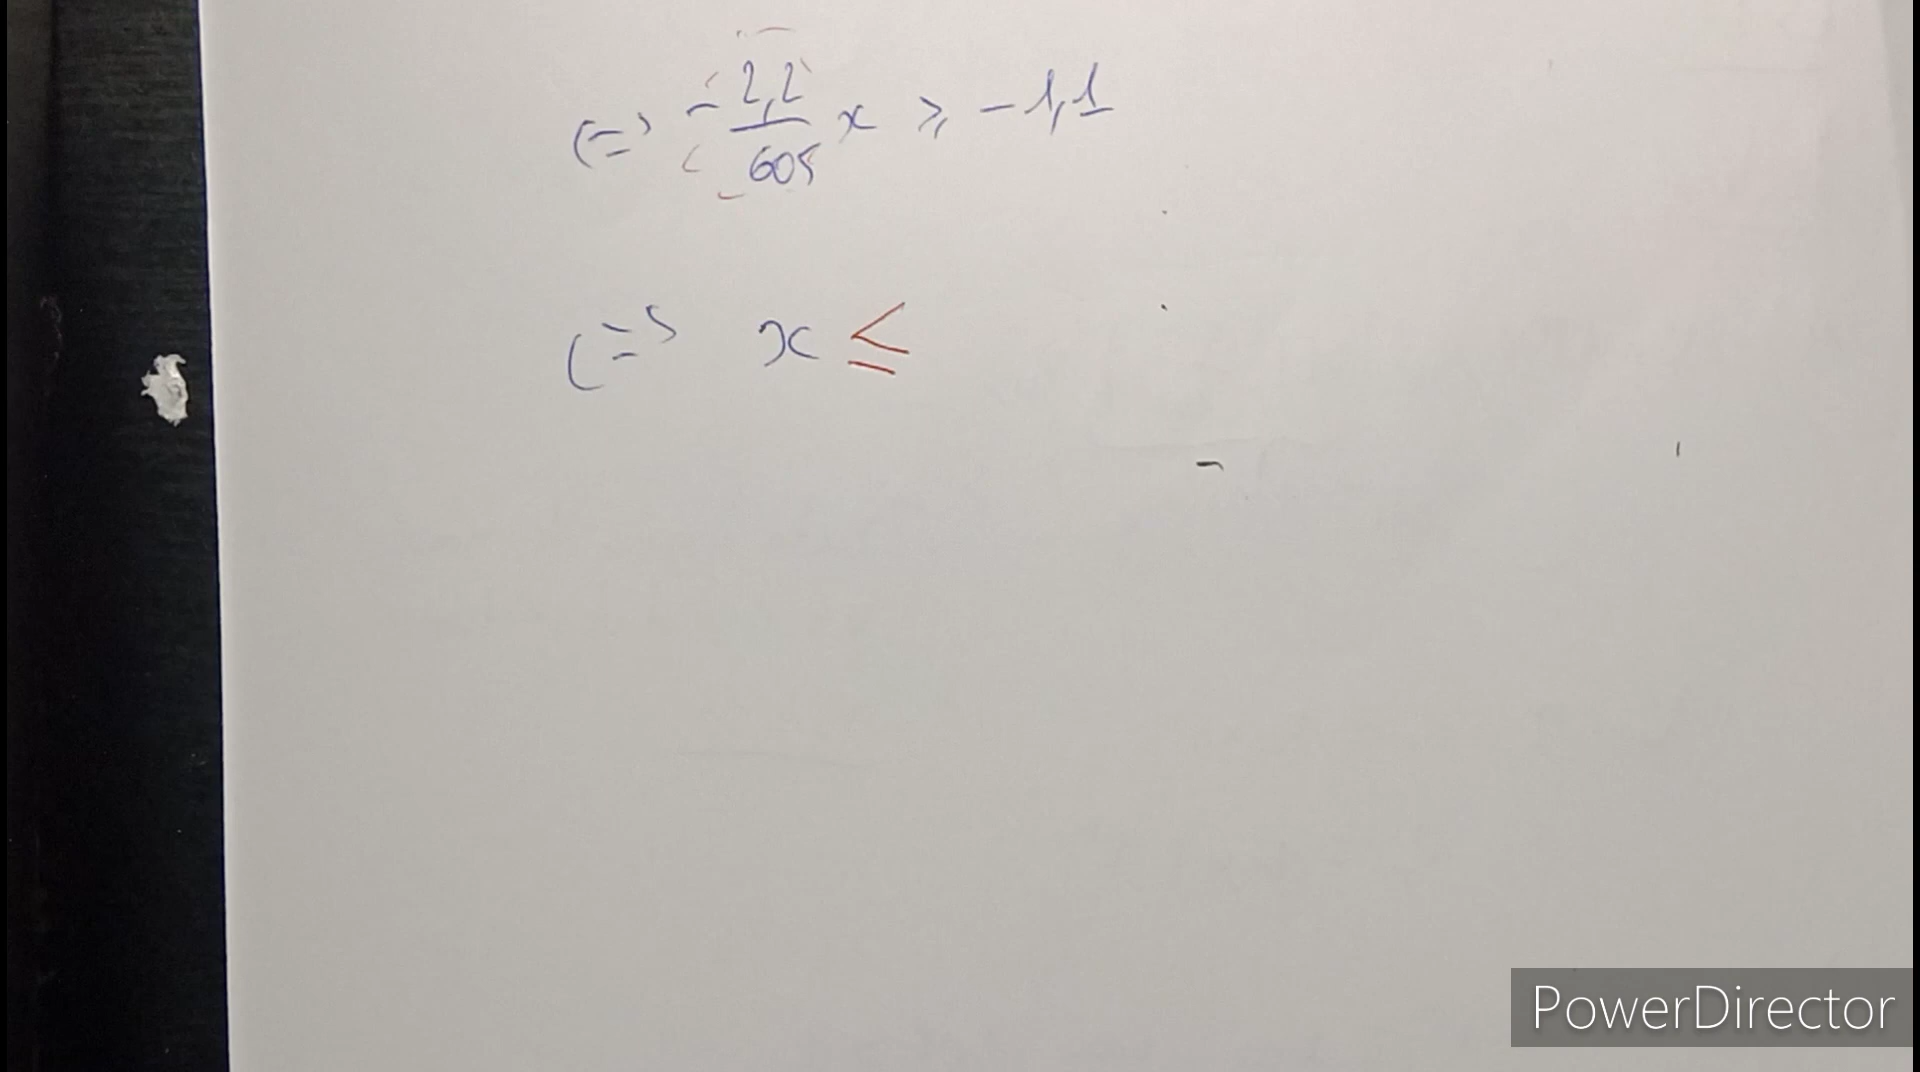 <=> -2,2/605 x ⩾ -1,1
<=> x ≤
PowerDirector